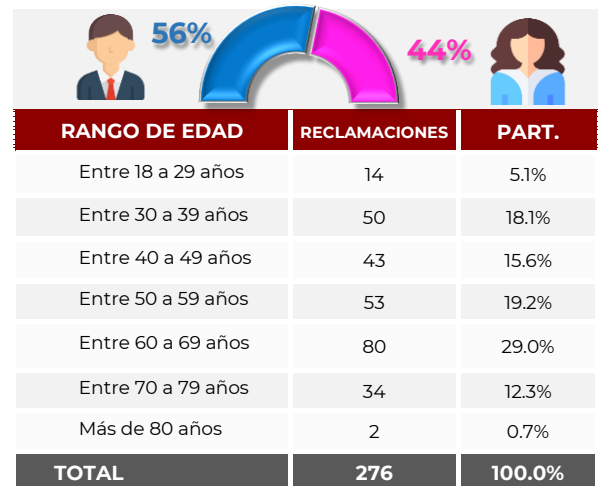 56%
44%
RANGO DE EDAD RECLAMACIONES PART.
Entre 18 a 29 años 14 5.1%
Entre 30 a 39 años 50 18.1%
Entre 40 a 49 años 43 15.6%
Entre 50 a 59 años 53 19.2%
Entre 60 a 69 años 80 29.0%
Entre 70 a 79 años 34 12.3%
Más de 80 años 2 0.7%
TOTAL 276 100.0%